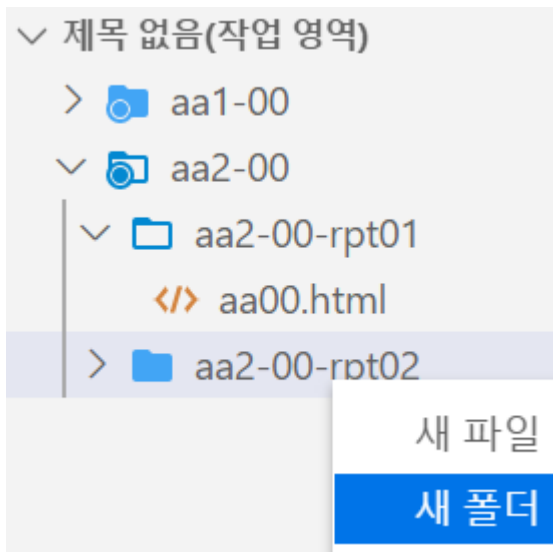 제목 없음(작업 영역)
aa1-00
aa2-00
aa2-00-rpt01
aa00.html
aa2-00-rpt02
새 파일
새 폴더